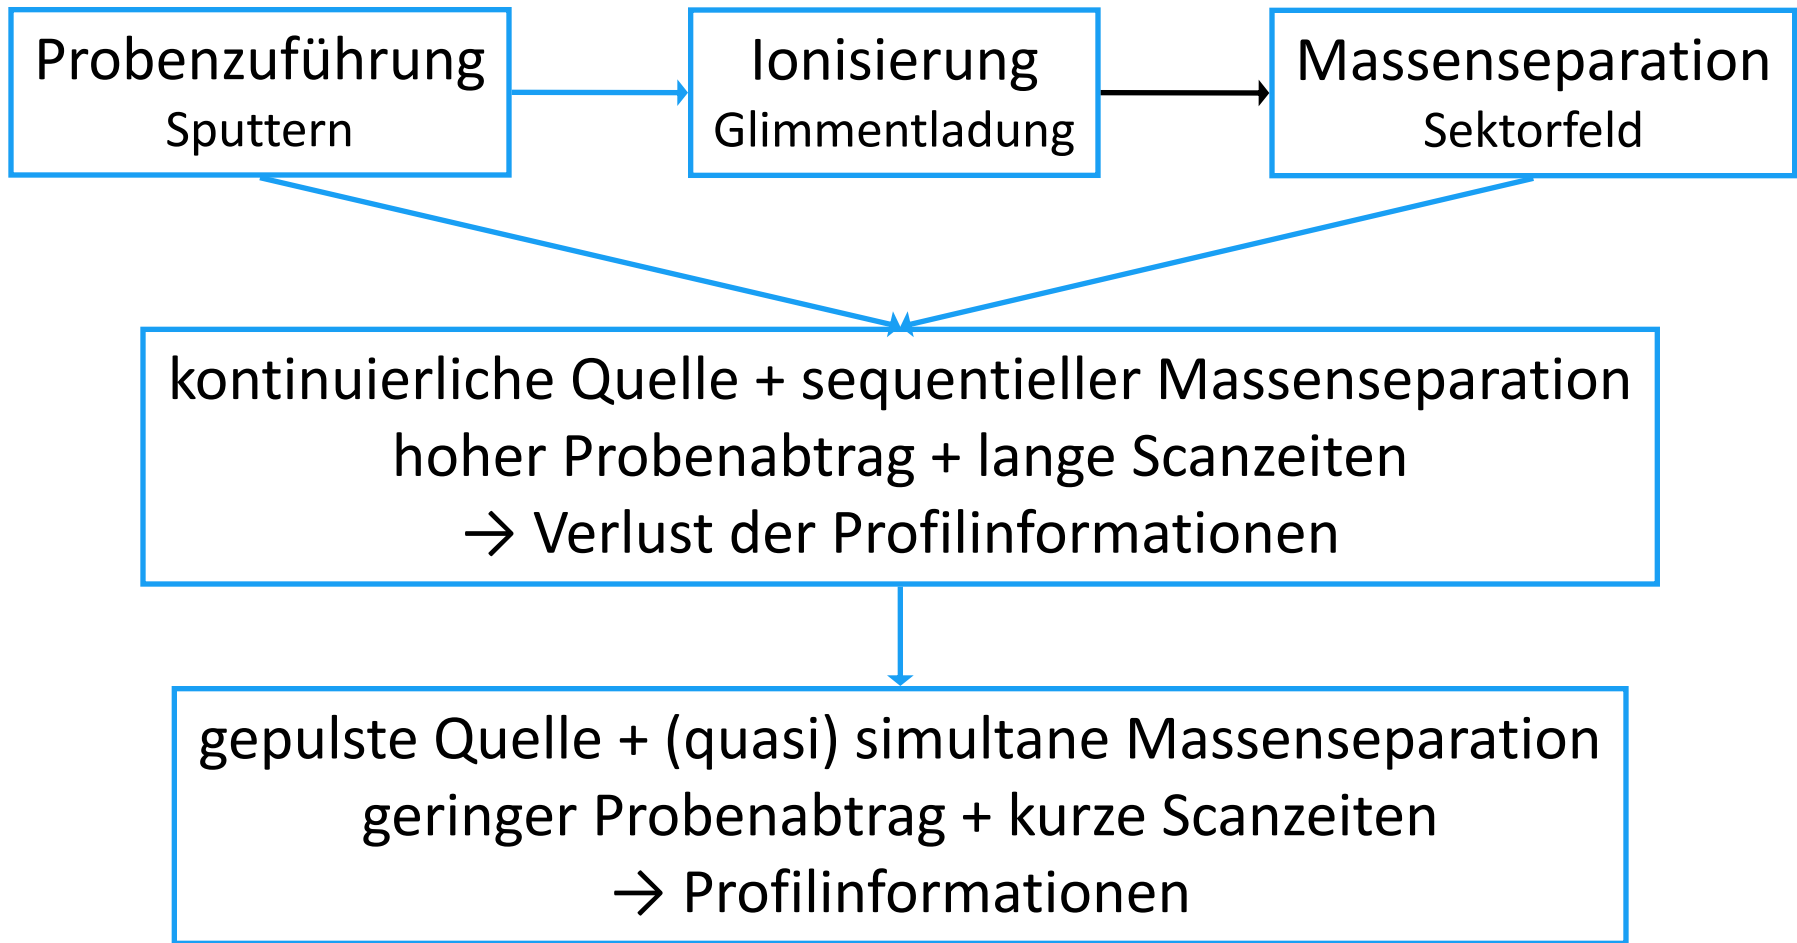 Probenzuführung
Sputtern
Ionisierung
Glimmentladung
Massenseparation
Sektorfeld
kontinuierliche Quelle + sequentieller Massenseparation
hoher Probenabtrag + lange Scanzeiten
→ Verlust der Profilinformationen
gepulste Quelle + (quasi) simultane Massenseparation
geringer Probenabtrag + kurze Scanzeiten
→ Profilinformationen